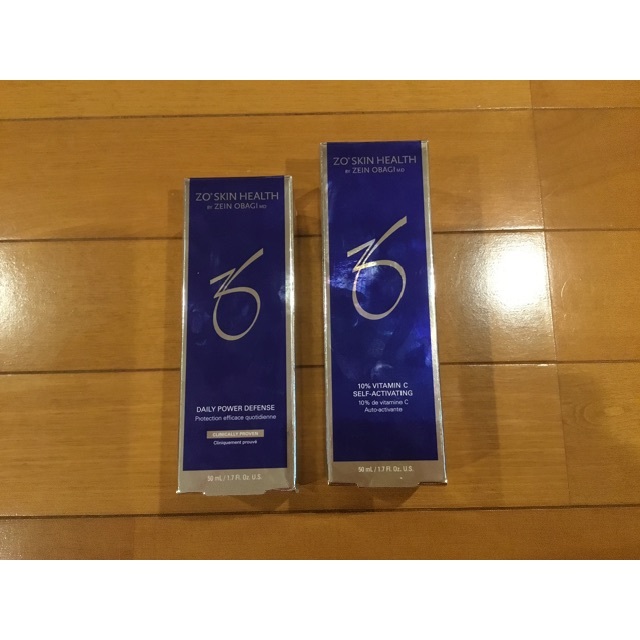 ZO® SKIN HEALTH
BY ZEIN OBAGI MD
DAILY POWER DEFENSE
Protection efficace quotidienne
CLINICALLY PROVEN
Cliniquement prouvé
50 mL / 1.7 Fl. Oz. U.S.
ZO® SKIN HEALTH
BY ZEIN OBAGI MD
10% VITAMIN C
SELF-ACTIVATING
10% de vitamine C
Auto-activante
50 mL / 1.7 Fl. Oz. U.S.